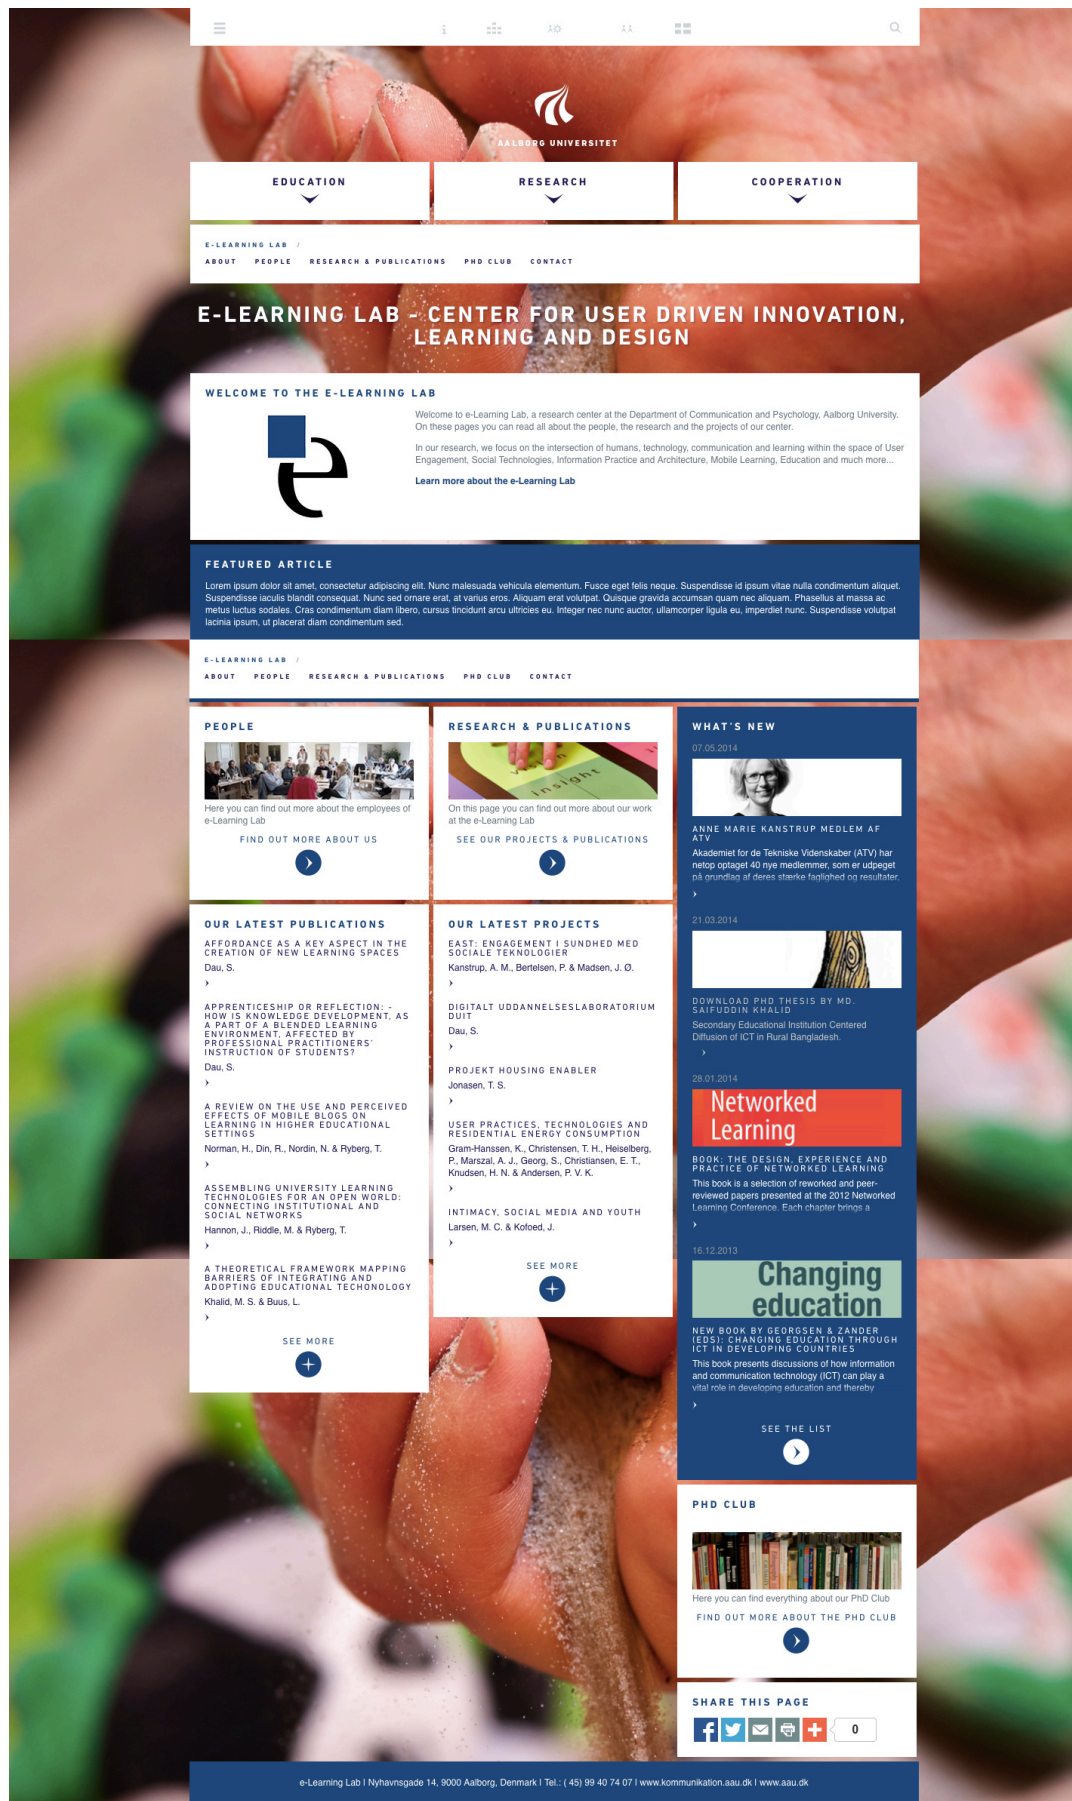 AALBORG UNIVERSITET
EDUCATION
RESEARCH
COOPERATION
E-LEARNING LAB /
ABOUT PEOPLE RESEARCH & PUBLICATIONS PHD CLUB CONTACT
E-LEARNING LAB - CENTER FOR USER DRIVEN INNOVATION,
LEARNING AND DESIGN
WELCOME TO THE E-LEARNING LAB
e
Welcome to e-Learning Lab, a research center at the Department of Communication and Psychology, Aalborg University.
On these pages you can read all about the people, the research and the projects of our center.
In our research, we focus on the intersection of humans, technology, communication and learning within the space of User
Engagement, Social Technologies, Information Practice and Architecture, Mobile Learning, Education and much more...
Learn more about the e-Learning Lab
FEATURED ARTICLE
Lorem ipsum dolor sit amet, consectetur adipiscing elit. Nunc malesuada vehicula elementum. Fusce eget felis neque. Suspendisse id ipsum vitae nulla condimentum aliquet.
Suspendisse iaculis blandit consequat. Nunc sed ornare erat, at varius eros. Aliquam erat volutpat. Quisque gravida accumsan quam nec aliquam. Phasellus at massa ac
metus luctus sodales. Cras condimentum diam libero, cursus tincidunt arcu ultricies eu. Integer nec nunc auctor, ullamcorper ligula eu, imperdiet nunc. Suspendisse volutpat
lacinia ipsum, ut placerat diam condimentum sed.
E-LEARNING LAB /
ABOUT PEOPLE RESEARCH & PUBLICATIONS PHD CLUB CONTACT
PEOPLE
Here you can find out more about the employees of
e-Learning Lab
FIND OUT MORE ABOUT US
OUR LATEST PUBLICATIONS
AFFORDANCE AS A KEY ASPECT IN THE
CREATION OF NEW LEARNING SPACES
Dau, S.
APPRENTICESHIP OR REFLECTION: -
HOW IS KNOWLEDGE DEVELOPMENT, AS
A PART OF A BLENDED LEARNING
ENVIRONMENT, AFFECTED BY
PROFESSIONAL PRACTITIONERS'
INSTRUCTION OF STUDENTS?
Dau, S.
A REVIEW ON THE USE AND PERCEIVED
EFFECTS OF MOBILE BLOGS ON
LEARNING IN HIGHER EDUCATIONAL
SETTINGS
Norman, H., Din, R., Nordin, N. & Ryberg, T.
ASSEMBLING UNIVERSITY LEARNING
TECHNOLOGIES FOR AN OPEN WORLD:
CONNECTING INSTITUTIONAL AND
SOCIAL NETWORKS
Hannon, J., Riddle, M. & Ryberg, T.
A THEORETICAL FRAMEWORK MAPPING
BARRIERS OF INTEGRATING AND
ADOPTING EDUCATIONAL TECHONOLOGY
Khalid, M. S. & Buus, L.
SEE MORE
RESEARCH & PUBLICATIONS
insight
On this page you can find out more about our work
at the e-Learning Lab
SEE OUR PROJECTS & PUBLICATIONS
OUR LATEST PROJECTS
EAST: ENGAGEMENT I SUNDHED MED
SOCIALE TEKNOLOGIER
Kanstrup, A. M., Bertelsen, P. & Madsen, J. Ø.
DIGITALT UDDANNELSESLABORATORIUM
DUIT
Dau, S.
PROJEKT HOUSING ENABLER
Jonasen, T. S.
USER PRACTICES, TECHNOLOGIES AND
RESIDENTIAL ENERGY CONSUMPTION
Gram-Hanssen, K., Christensen, T. H., Heiselberg,
P., Marszal, A. J., Georg, S., Christiansen, E. T.,
Knudsen, H. N. & Andersen, P. V. K.
INTIMACY, SOCIAL MEDIA AND YOUTH
Larsen, M. C. & Kofoed, J.
SEE MORE
WHAT'S NEW
07.05.2014
ANNE MARIE KANSTRUP MEDLEM AF
ATV
Akademiet for de Tekniske Videnskaber (ATV) har
netop optaget 40 nye medlemmer, som er udpeget
på grundlag af deres stærke faglighed og resultater,
21.03.2014
DOWNLOAD PHD THESIS BY MD.
SAIFUDDIN KHALID
Secondary Educational Institution Centered
Diffusion of ICT in Rural Bangladesh.
28.01.2014
Networked
Learning
BOOK: THE DESIGN, EXPERIENCE AND
PRACTICE OF NETWORKED LEARNING
This book is a selection of reworked and peer-
reviewed papers presented at the 2012 Networked
Learning Conference. Each chapter brings a
16.12.2013
Changing
education
NEW BOOK BY GEORGSEN & ZANDER
(EDS): CHANGING EDUCATION THROUGH
ICT IN DEVELOPING COUNTRIES
This book presents discussions of how information
and communication technology (ICT) can play a
vital role in developing education and thereby
SEE THE LIST
PHD CLUB
Here you can find everything about our PhD Club
FIND OUT MORE ABOUT THE PHD CLUB
SHARE THIS PAGE
0
e-Learning Lab | Nyhavnsgade 14, 9000 Aalborg, Denmark | Tel.: ( 45) 99 40 74 07 | www.kommunikation.aau.dk | www.aau.dk